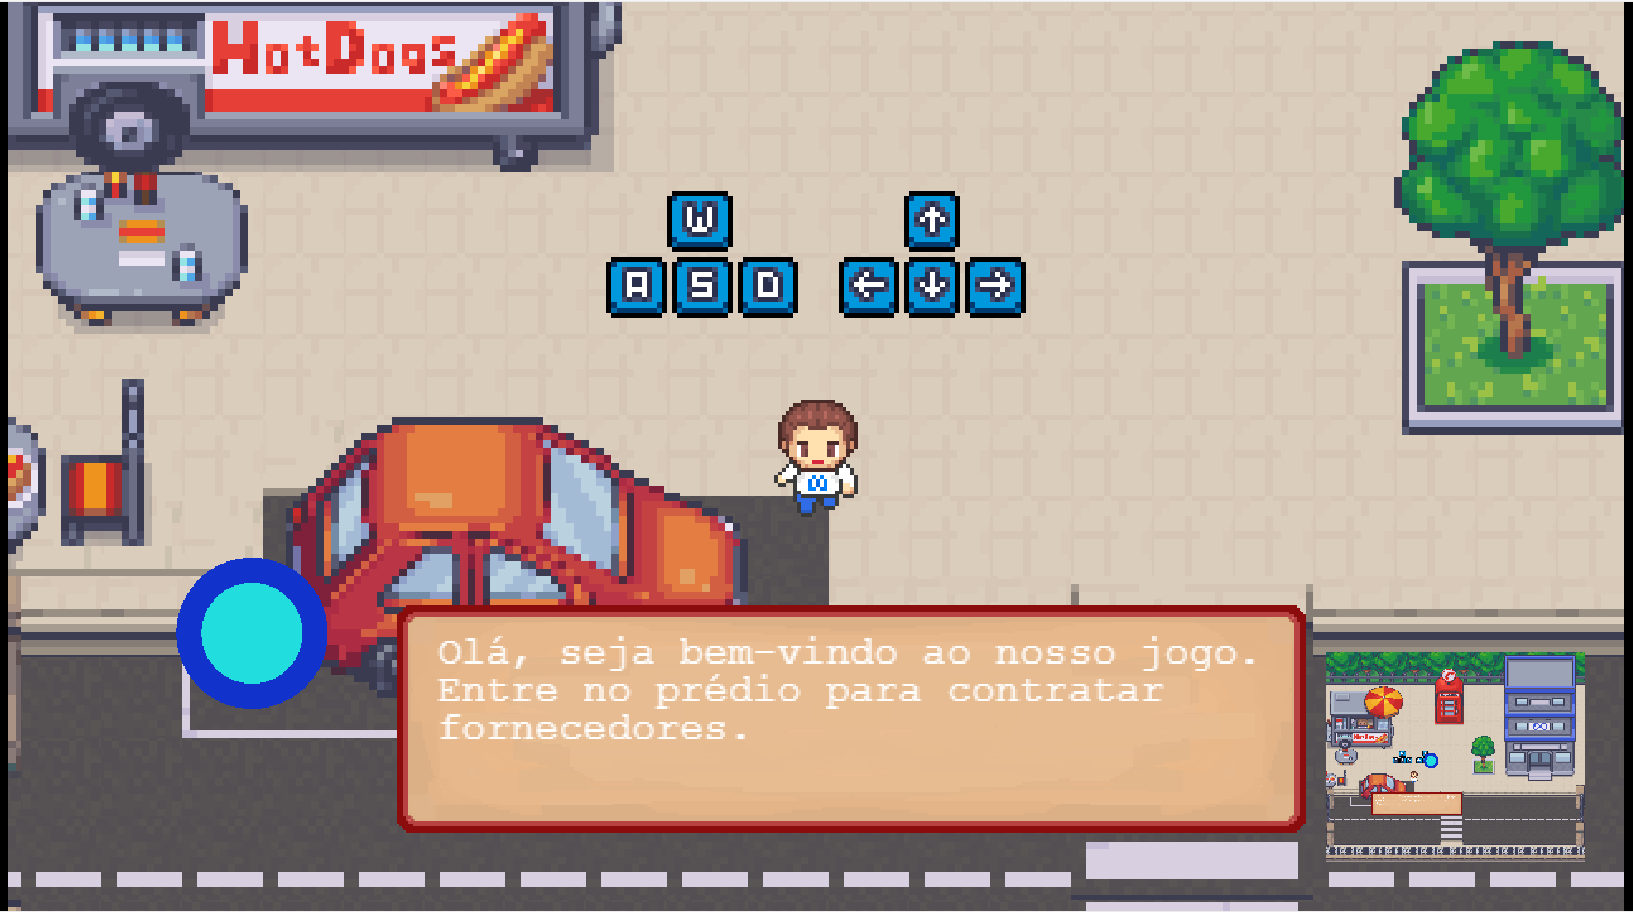 HotDogs
W
↑
A S D ← ↓ →
Olá, seja bem-vindo ao nosso jogo.
Entre no prédio para contratar
fornecedores.